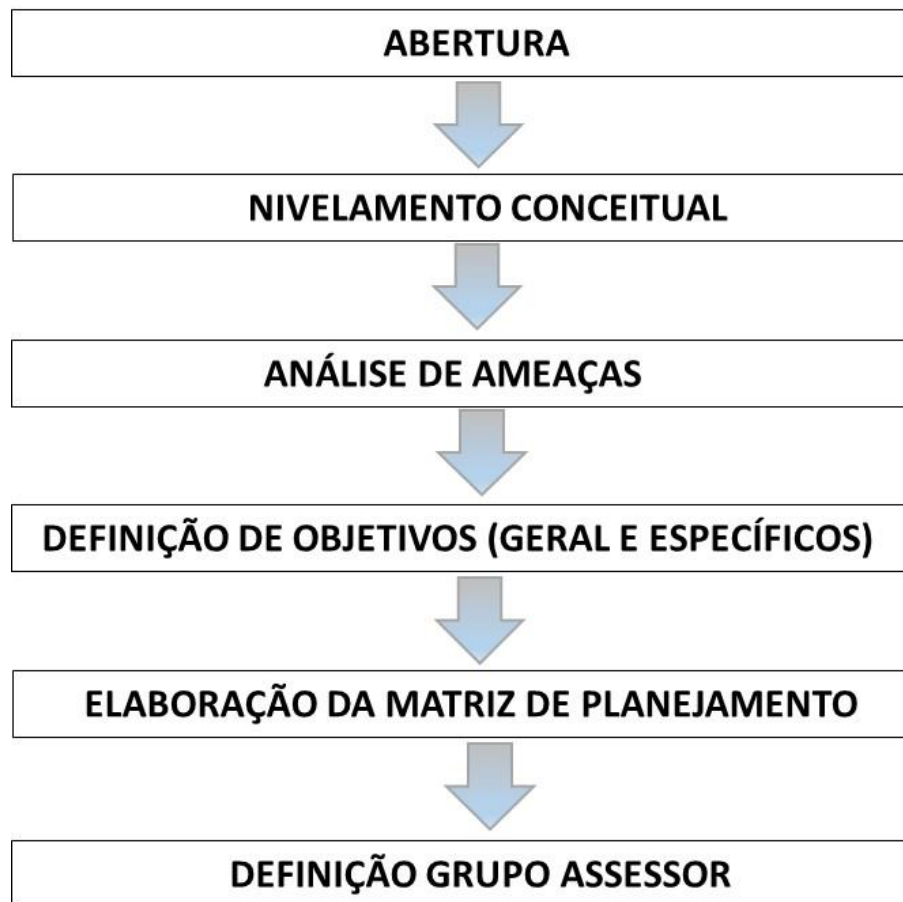 ABERTURA
NIVELAMENTO CONCEITUAL
ANÁLISE DE AMEAÇAS
DEFINIÇÃO DE OBJETIVOS (GERAL E ESPECÍFICOS)
ELABORAÇÃO DA MATRIZ DE PLANEJAMENTO
DEFINIÇÃO GRUPO ASSESSOR